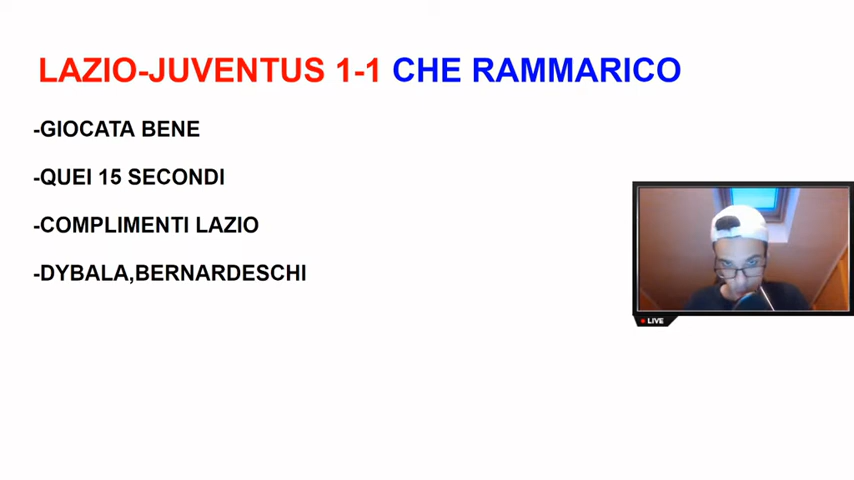 LAZIO-JUVENTUS 1-1 CHE RAMMARICO
-GIOCATA BENE
-QUEI 15 SECONDI
-COMPLIMENTI LAZIO
-DYBALA,BERNARDESCHI
LIVE